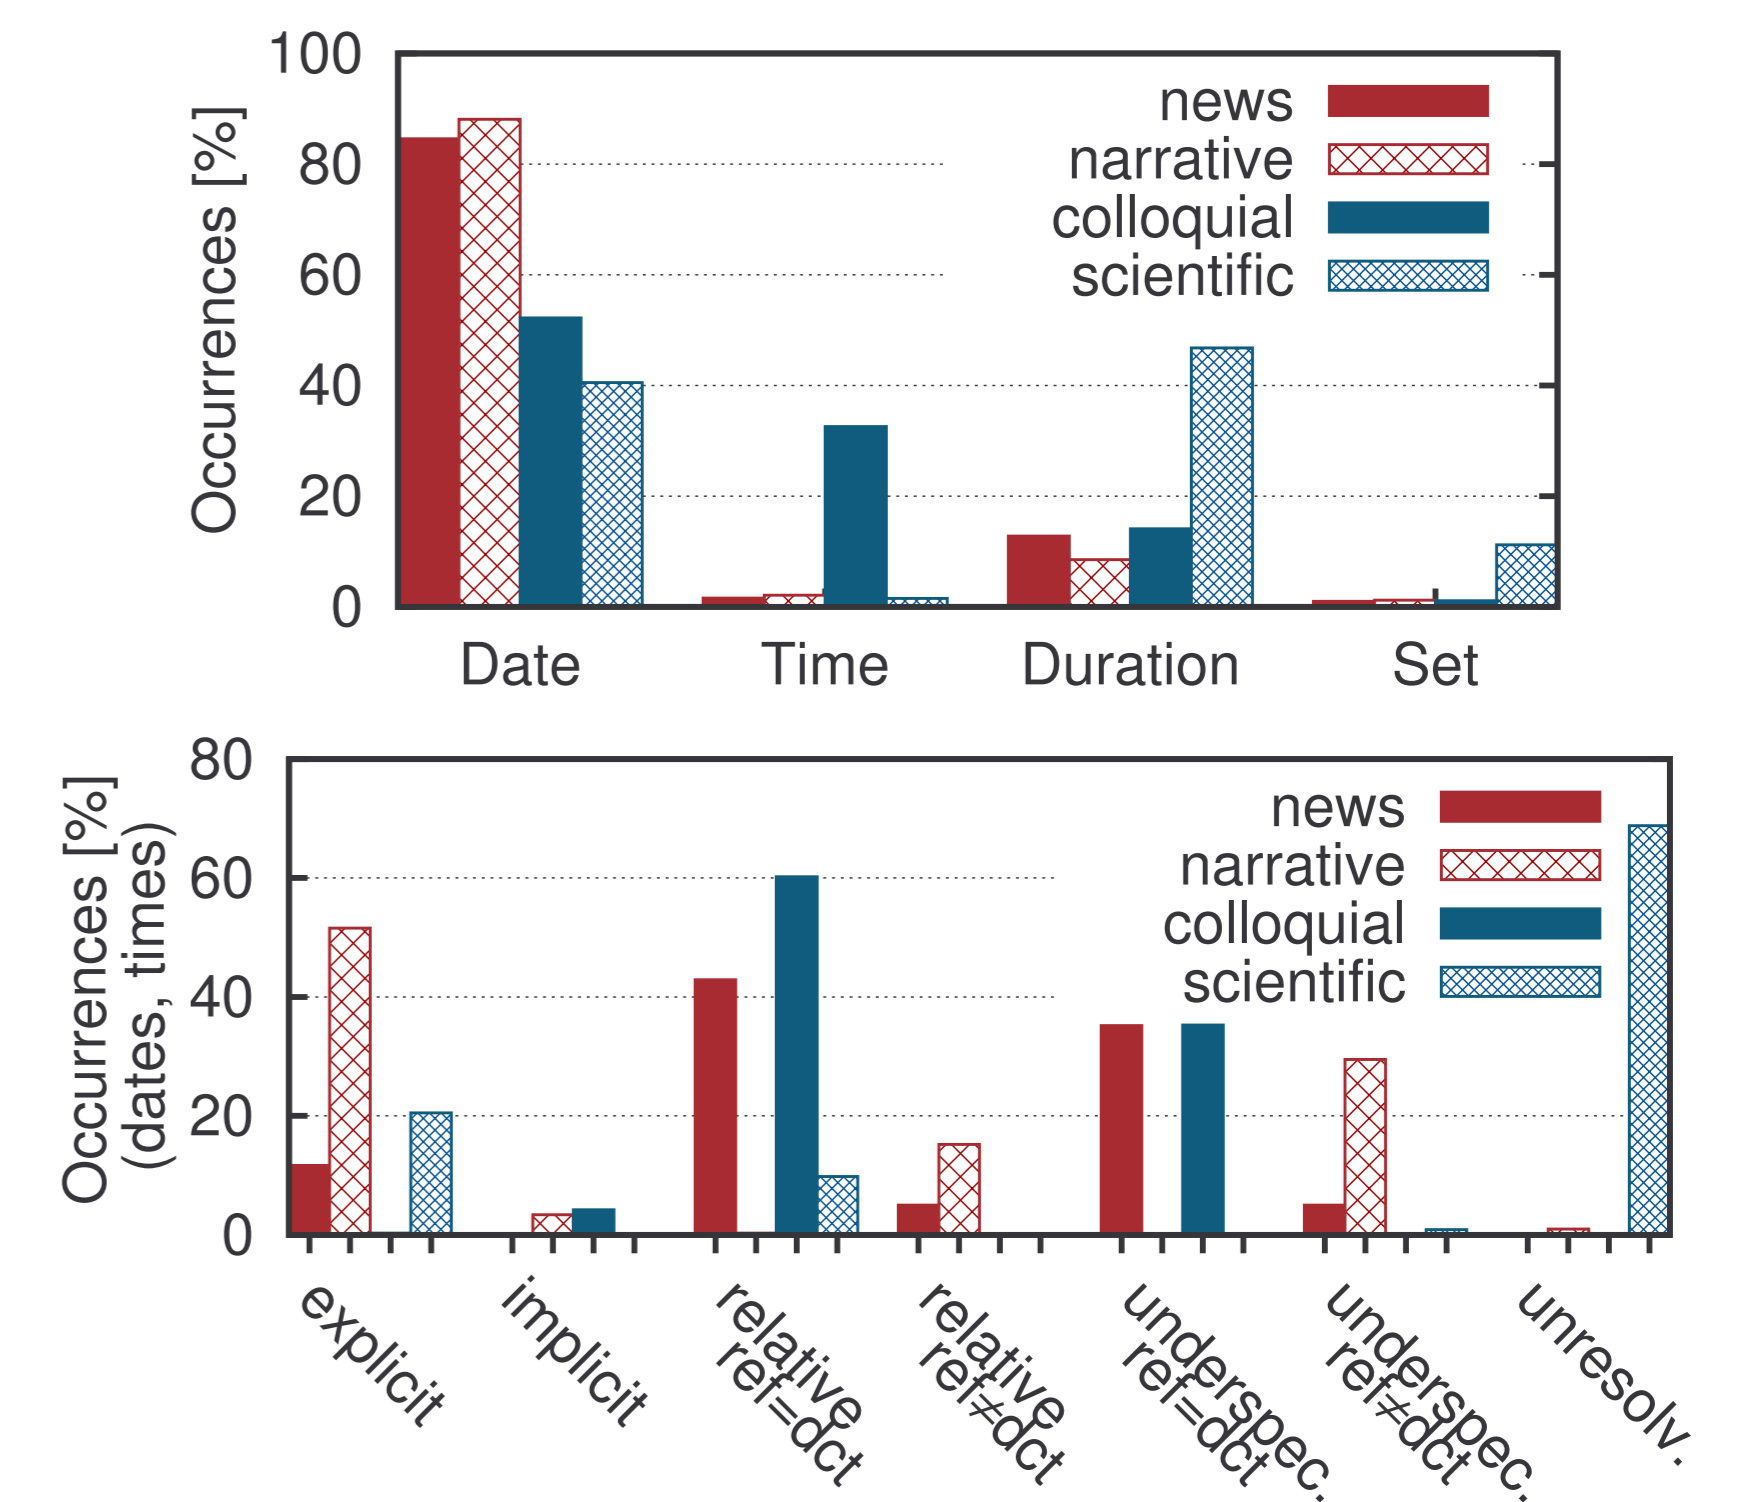 Occurrences [%]
100
80
60
40
20
0
news
narrative
colloquial
scientific
Date Time Duration Set
Occurrences [%]
(dates, times)
80
60
40
20
0
news
narrative
colloquial
scientific
explicit
implicit
relative
ref=dct
relative
ref≠dct
underspec.
ref=dct
underspec.
ref≠dct
unresolv.